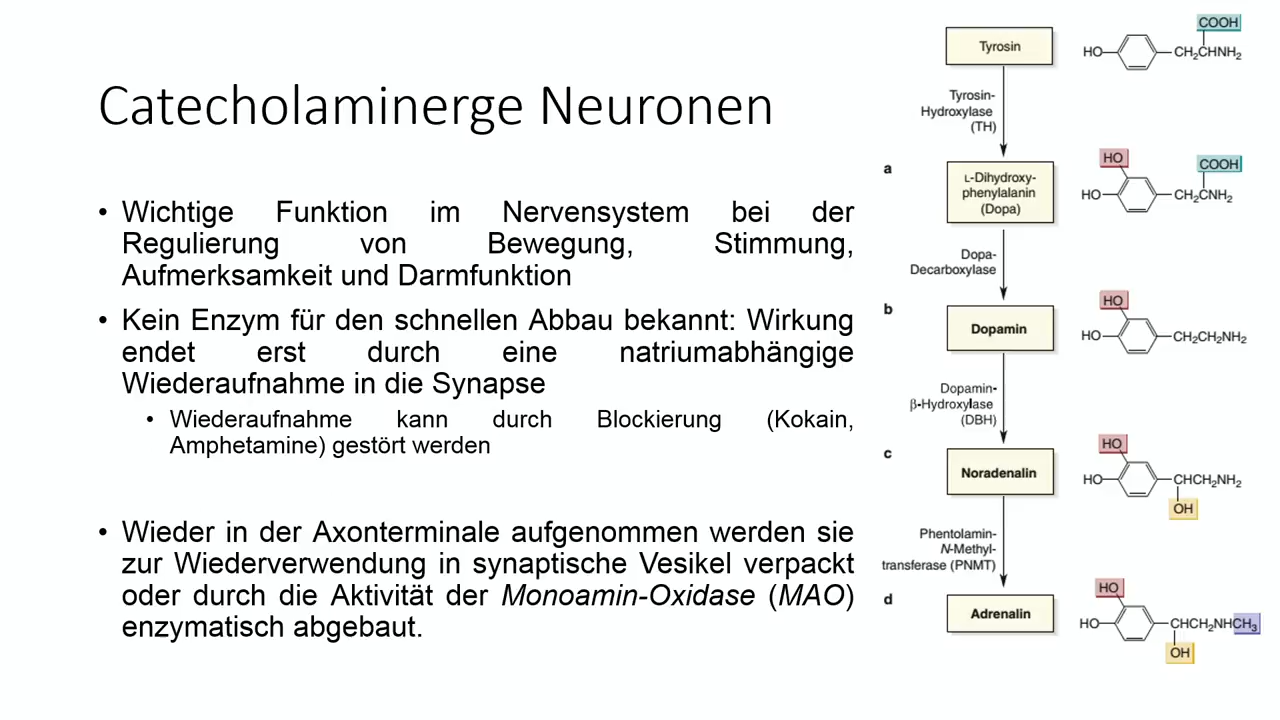 Catecholaminerge Neuronen
• Wichtige Funktion im Nervensystem bei der
Regulierung von Bewegung, Stimmung,
Aufmerksamkeit und Darmfunktion
• Kein Enzym für den schnellen Abbau bekannt: Wirkung
endet erst durch eine natriumabhängige
Wiederaufnahme in die Synapse
• Wiederaufnahme kann durch Blockierung (Kokain,
Amphetamine) gestört werden
• Wieder in der Axonterminale aufgenommen werden sie
zur Wiederverwendung in synaptische Vesikel verpackt
oder durch die Aktivität der Monoamin-Oxidase (MAO)
enzymatisch abgebaut.
Tyrosin
COOH
HO
CH₂CHNH₂
Tyrosin-
Hydroxylase
(TH)
a
L-Dihydroxy-
phenylalanin
(Dopa)
HO
COOH
HO
CH₂CNH₂
Dopa-
Decarboxylase
b
Dopamin
HO
HO
CH₂CH₂NH₂
Dopamin-
β-Hydroxylase
(DBH)
c
Noradenalin
HO
HO
CHCH₂NH₂
OH
Phentolamin-
N-Methyl-
transferase (PNMT)
d
Adrenalin
HO
HO
CHCH₂NHCH₃
OH